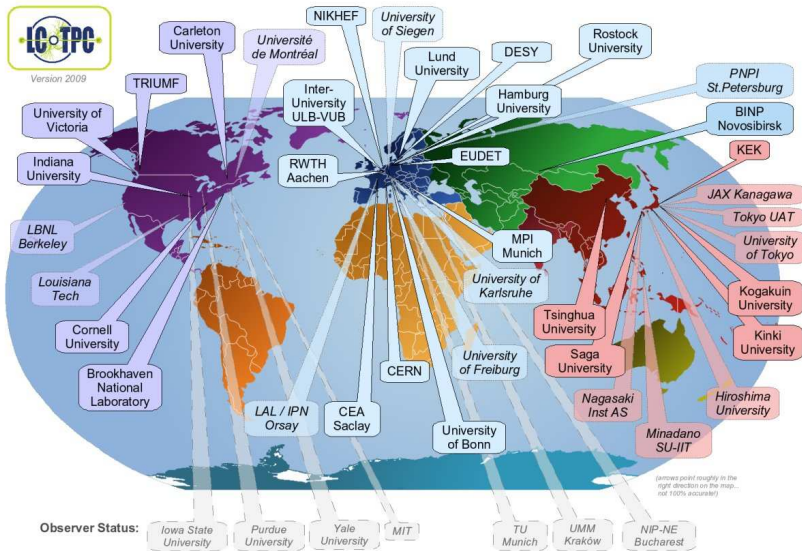 LC TPC
Version 2009
Carleton
University
Université
de Montréal
NIKHEF
University
of Siegen
DESY
Rostock
University
TRIUMF
Lund
University
PNPI
St.Petersburg
Inter-
University
ULB-VUB
Hamburg
University
University of
Victoria
BINP
Novosibirsk
Indiana
University
RWTH
Aachen
EUDET
KEK
JAX Kanagawa
LBNL
Berkeley
Tokyo UAT
MPI
Munich
University
of Tokyo
Louisiana
Tech
University of
Karlsruhe
Tsinghua
University
Kogakuin
University
Cornell
University
Saga
University
Kinki
University
Brookhaven
National
Laboratory
CERN
University
of Freiburg
LAL / IPN
Orsay
CEA
Saclay
University
of Bonn
Nagasaki
Inst AS
Hiroshima
University
Minadano
SU-IIT
(arrows point roughly in the
right direction on the map...
not 100% accurate!)
Observer Status:
Iowa State
University
Purdue
University
Yale
University
MIT
TU
Munich
UMM
Kraków
NIP-NE
Bucharest